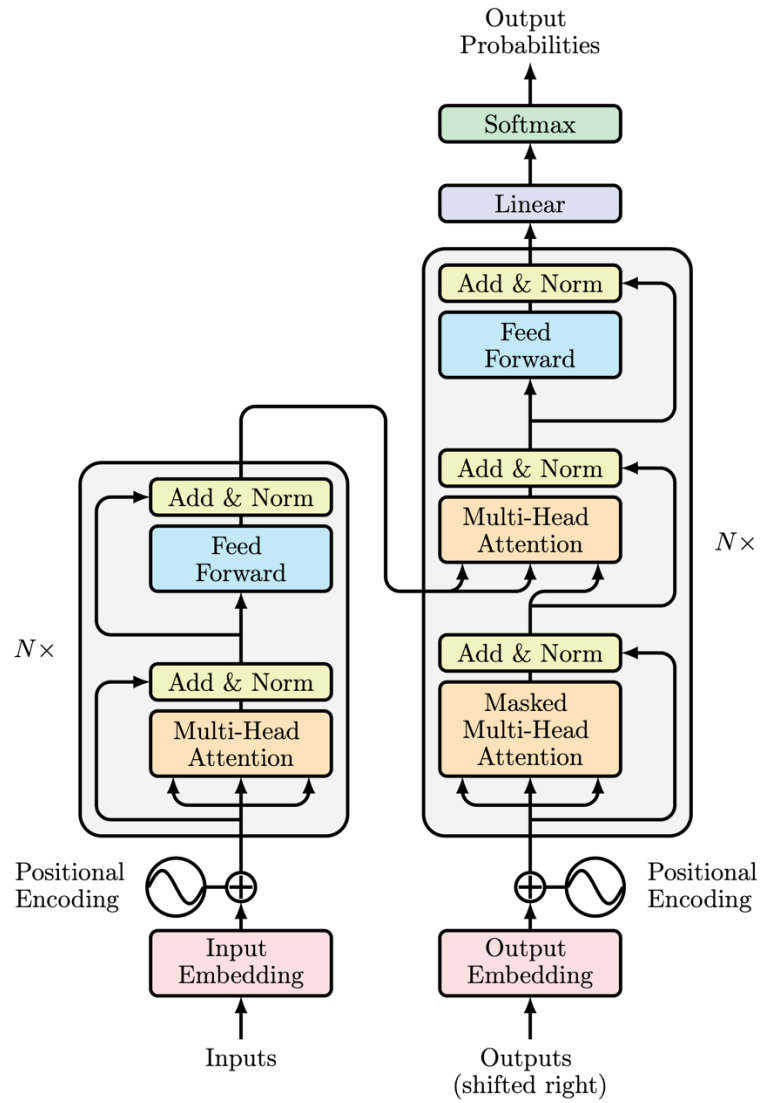 Output
Probabilities
Softmax
Linear
Add & Norm
Feed
Forward
Add & Norm
Multi-Head
Attention
N×
Add & Norm
Masked
Multi-Head
Attention
Add & Norm
Feed
Forward
N×
Add & Norm
Multi-Head
Attention
Positional
Encoding
Positional
Encoding
Input
Embedding
Output
Embedding
Inputs
Outputs
(shifted right)